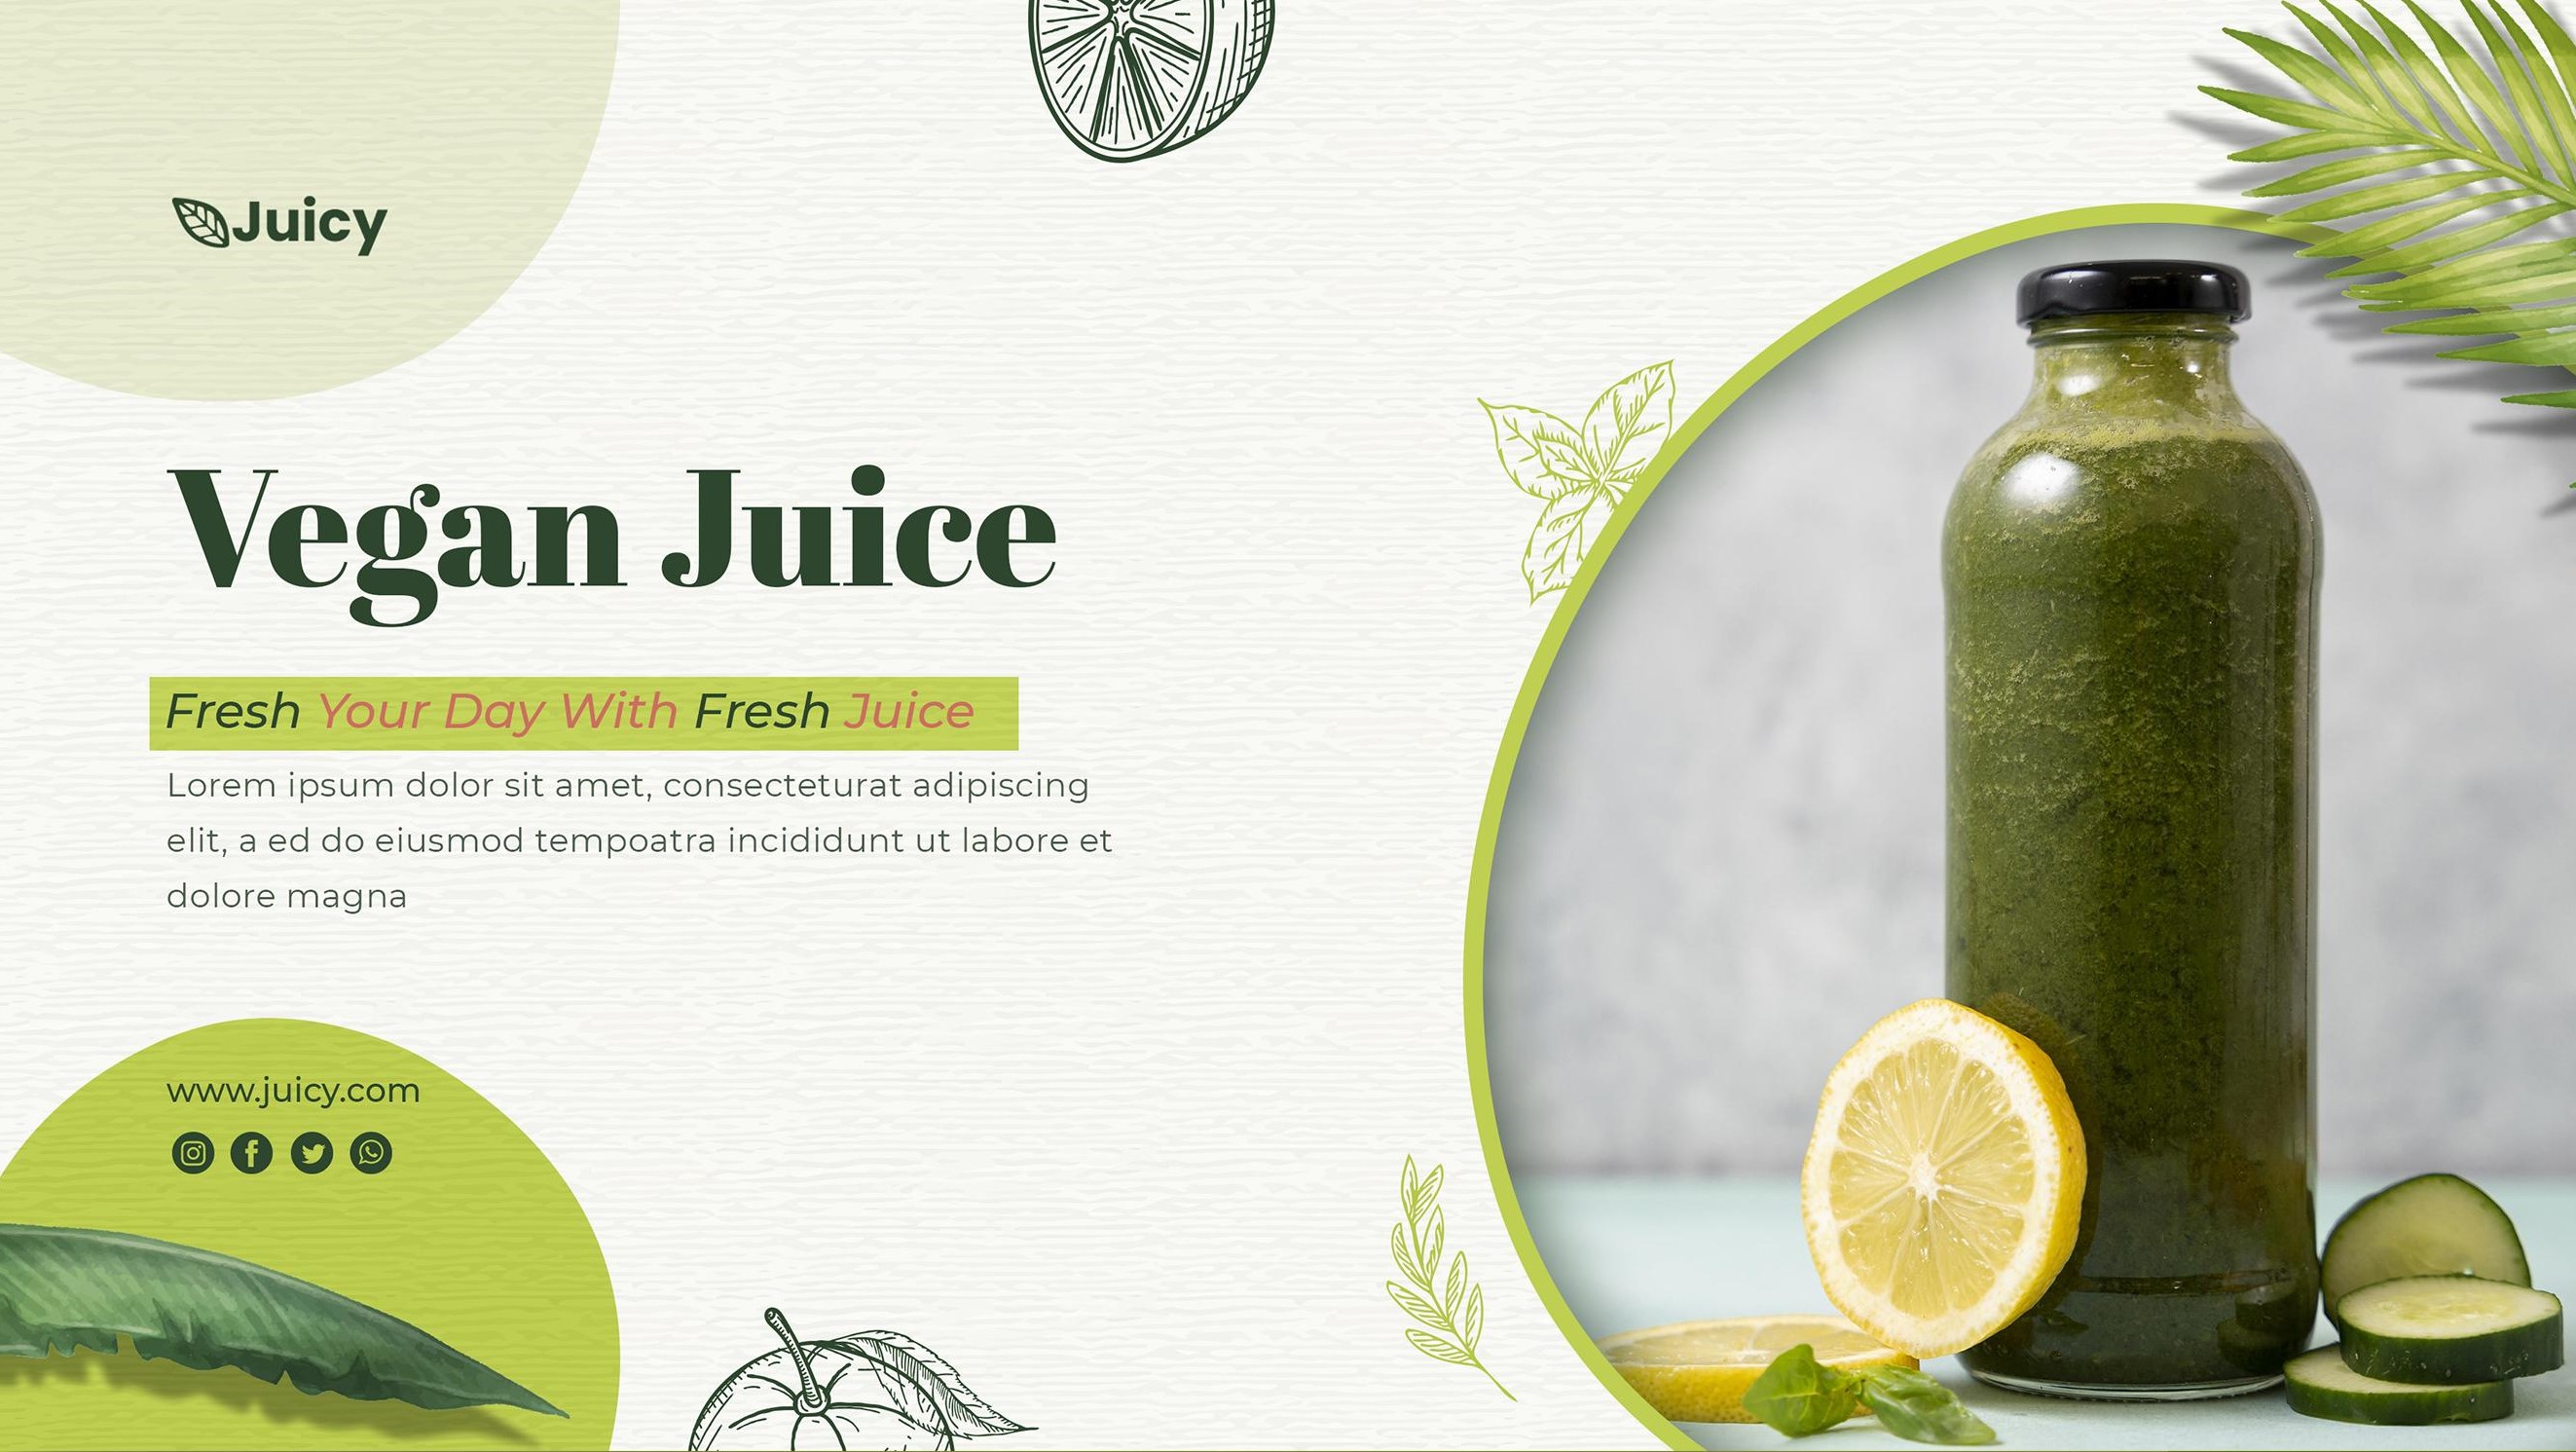 Juicy
Vegan Juice
Fresh Your Day With Fresh Juice
Lorem ipsum dolor sit amet, consecteturat adipiscing
elit, a ed do eiusmod tempoatra incididunt ut labore et
dolore magna
www.juicy.com